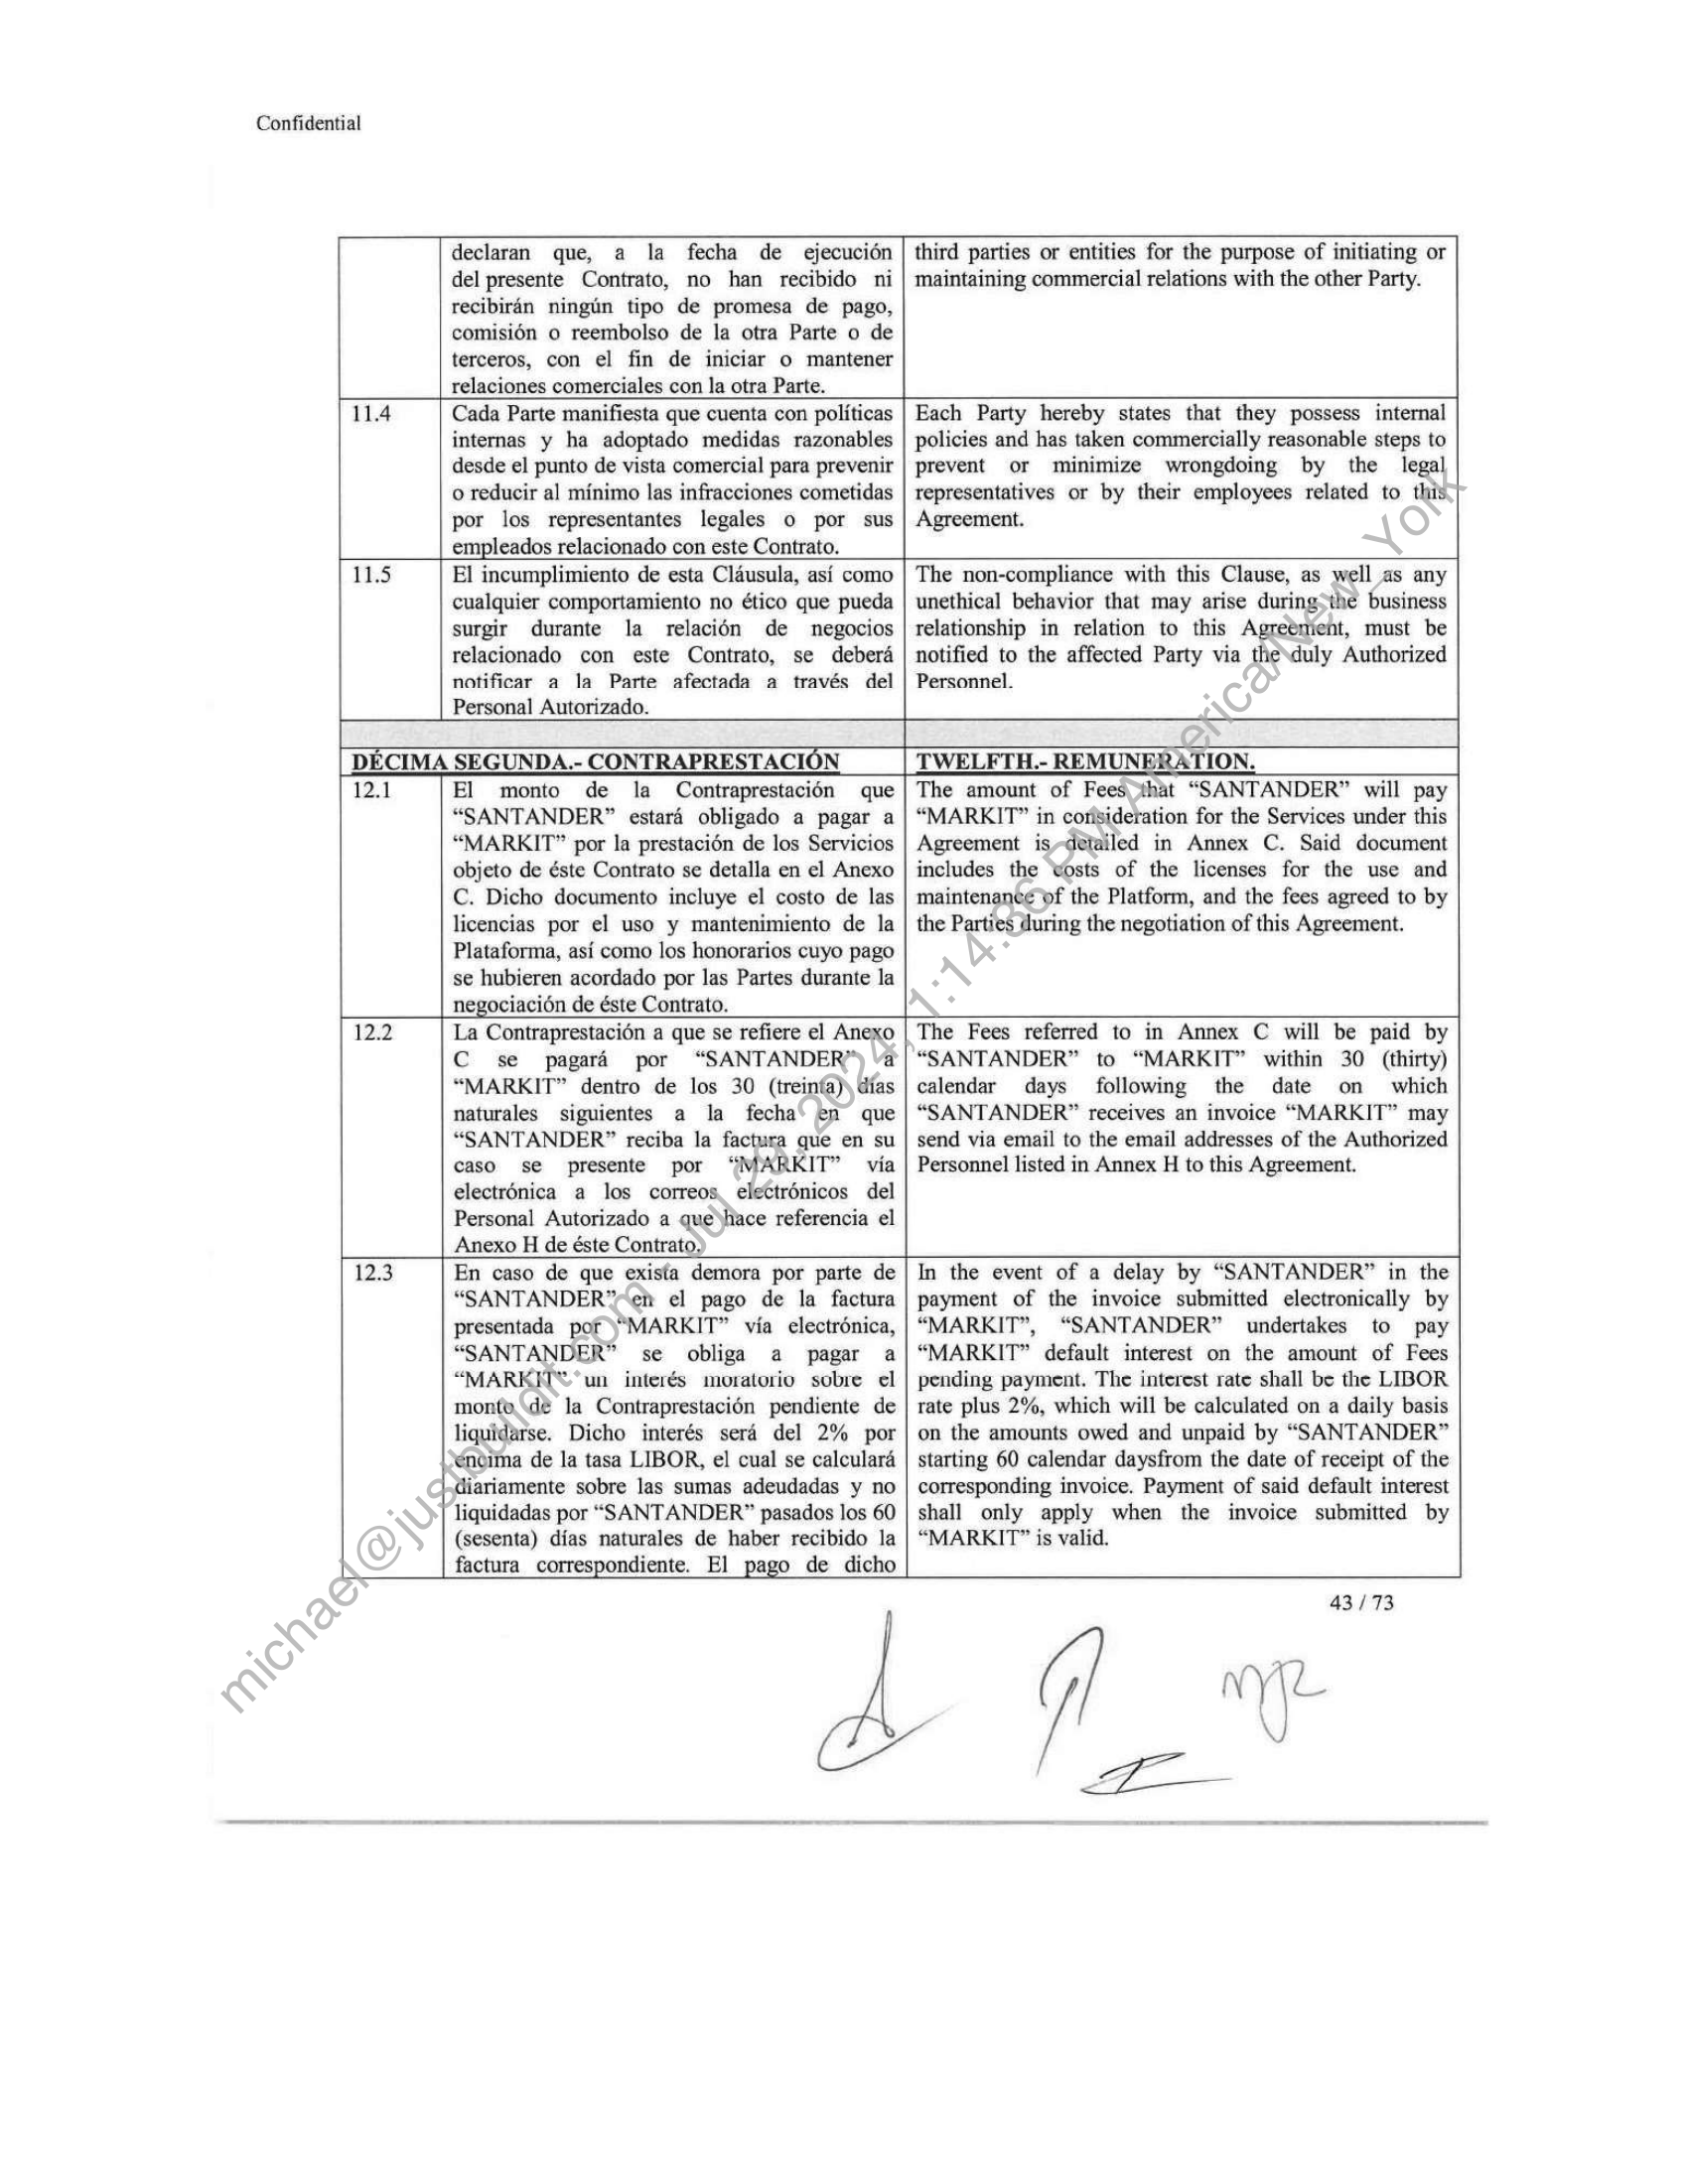 Confidential
declaran que, a la fecha de ejecución
del presente Contrato, no han recibido ni
recibirán ningún tipo de promesa de pago,
comisión o reembolso de la otra Parte o de
terceros, con el fin de iniciar o mantener
relaciones comerciales con la otra Parte.
third parties or entities for the purpose of initiating or
maintaining commercial relations with the other Party.
11.4
Cada Parte manifiesta que cuenta con políticas
internas y ha adoptado medidas razonables
desde el punto de vista comercial para prevenir
o reducir al mínimo las infracciones cometidas
por los representantes legales o por sus
empleados relacionado con este Contrato.
Each Party hereby states that they possess internal
policies and has taken commercially reasonable steps to
prevent or minimize wrongdoing by the legal
representatives or by their employees related to this
Agreement.
11.5
El incumplimiento de esta Cláusula, así como
cualquier comportamiento no ético que pueda
surgir durante la relación de negocios
relacionado con este Contrato, se deberá
notificar a la Parte afectada a través del
Personal Autorizado.
The non-compliance with this Clause, as well as any
unethical behavior that may arise during the business
relationship in relation to this Agreement, must be
notified to the affected Party via the duly Authorized
Personnel.
DÉCIMA SEGUNDA.- CONTRAPRESTACIÓN
TWELFTH.- REMUNERATION.
12.1
El monto de la Contraprestación que
“SANTANDER” estará obligado a pagar a
“MARKIT” por la prestación de los Servicios
objeto de éste Contrato se detalla en el Anexo
C. Dicho documento incluye el costo de las
licencias por el uso y mantenimiento de la
Plataforma, así como los honorarios cuyo pago
se hubieren acordado por las Partes durante la
negociación de éste Contrato.
The amount of Fees that “SANTANDER” will pay
“MARKIT” in consideration for the Services under this
Agreement is detailed in Annex C. Said document
includes the costs of the licenses for the use and
maintenance of the Platform, and the fees agreed to by
the Parties during the negotiation of this Agreement.
12.2
La Contraprestación a que se refiere el Anexo
C se pagará por “SANTANDER” a
“MARKIT” dentro de los 30 (treinta) días
naturales siguientes a la fecha en que
“SANTANDER” reciba la factura que en su
caso se presente por “MARKIT” vía
electrónica a los correos electrónicos del
Personal Autorizado a que hace referencia el
Anexo H de éste Contrato.
The Fees referred to in Annex C will be paid by
“SANTANDER” to “MARKIT” within 30 (thirty)
calendar days following the date on which
“SANTANDER” receives an invoice “MARKIT” may
send via email to the email addresses of the Authorized
Personnel listed in Annex H to this Agreement.
12.3
En caso de que exista demora por parte de
“SANTANDER” en el pago de la factura
presentada por “MARKIT” vía electrónica,
“SANTANDER” se obliga a pagar a
“MARKIT” un interés moratorio sobre el
monto de la Contraprestación pendiente de
liquidarse. Dicho interés será del 2% por
encima de la tasa LIBOR, el cual se calculará
diariamente sobre las sumas adeudadas y no
liquidadas por “SANTANDER” pasados los 60
(sesenta) días naturales de haber recibido la
factura correspondiente. El pago de dicho
In the event of a delay by “SANTANDER” in the
payment of the invoice submitted electronically by
“MARKIT”, “SANTANDER” undertakes to pay
“MARKIT” default interest on the amount of Fees
pending payment. The interest rate shall be the LIBOR
rate plus 2%, which will be calculated on a daily basis
on the amounts owed and unpaid by “SANTANDER”
starting 60 calendar daysfrom the date of receipt of the
corresponding invoice. Payment of said default interest
shall only apply when the invoice submitted by
“MARKIT” is valid.
43 / 73
michael@justbuildit.com - Jul 29, 2024, 1:14:36 PM America/New_York